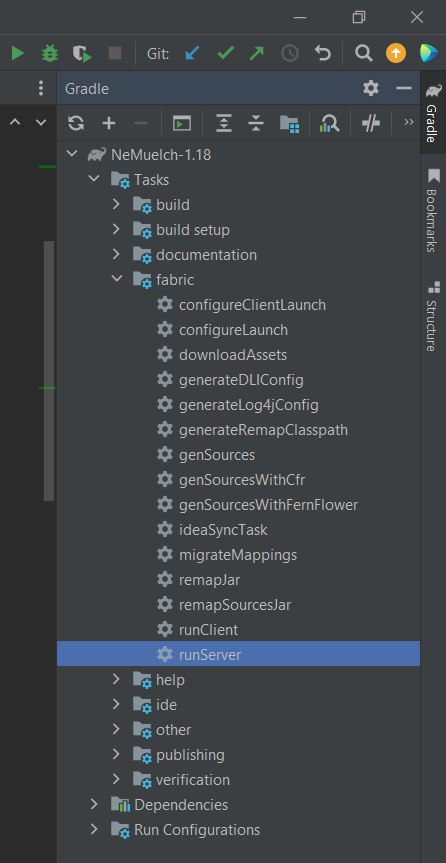 Git:
Gradle
NeMuelch-1.18
Tasks
build
build setup
documentation
fabric
configureClientLaunch
configureLaunch
downloadAssets
generateDLIConfig
generateLog4jConfig
generateRemapClasspath
genSources
genSourcesWithCfr
genSourcesWithFernFlower
ideaSyncTask
migrateMappings
remapJar
remapSourcesJar
runClient
runServer
help
ide
other
publishing
verification
Dependencies
Run Configurations
Gradle
Bookmarks
Structure